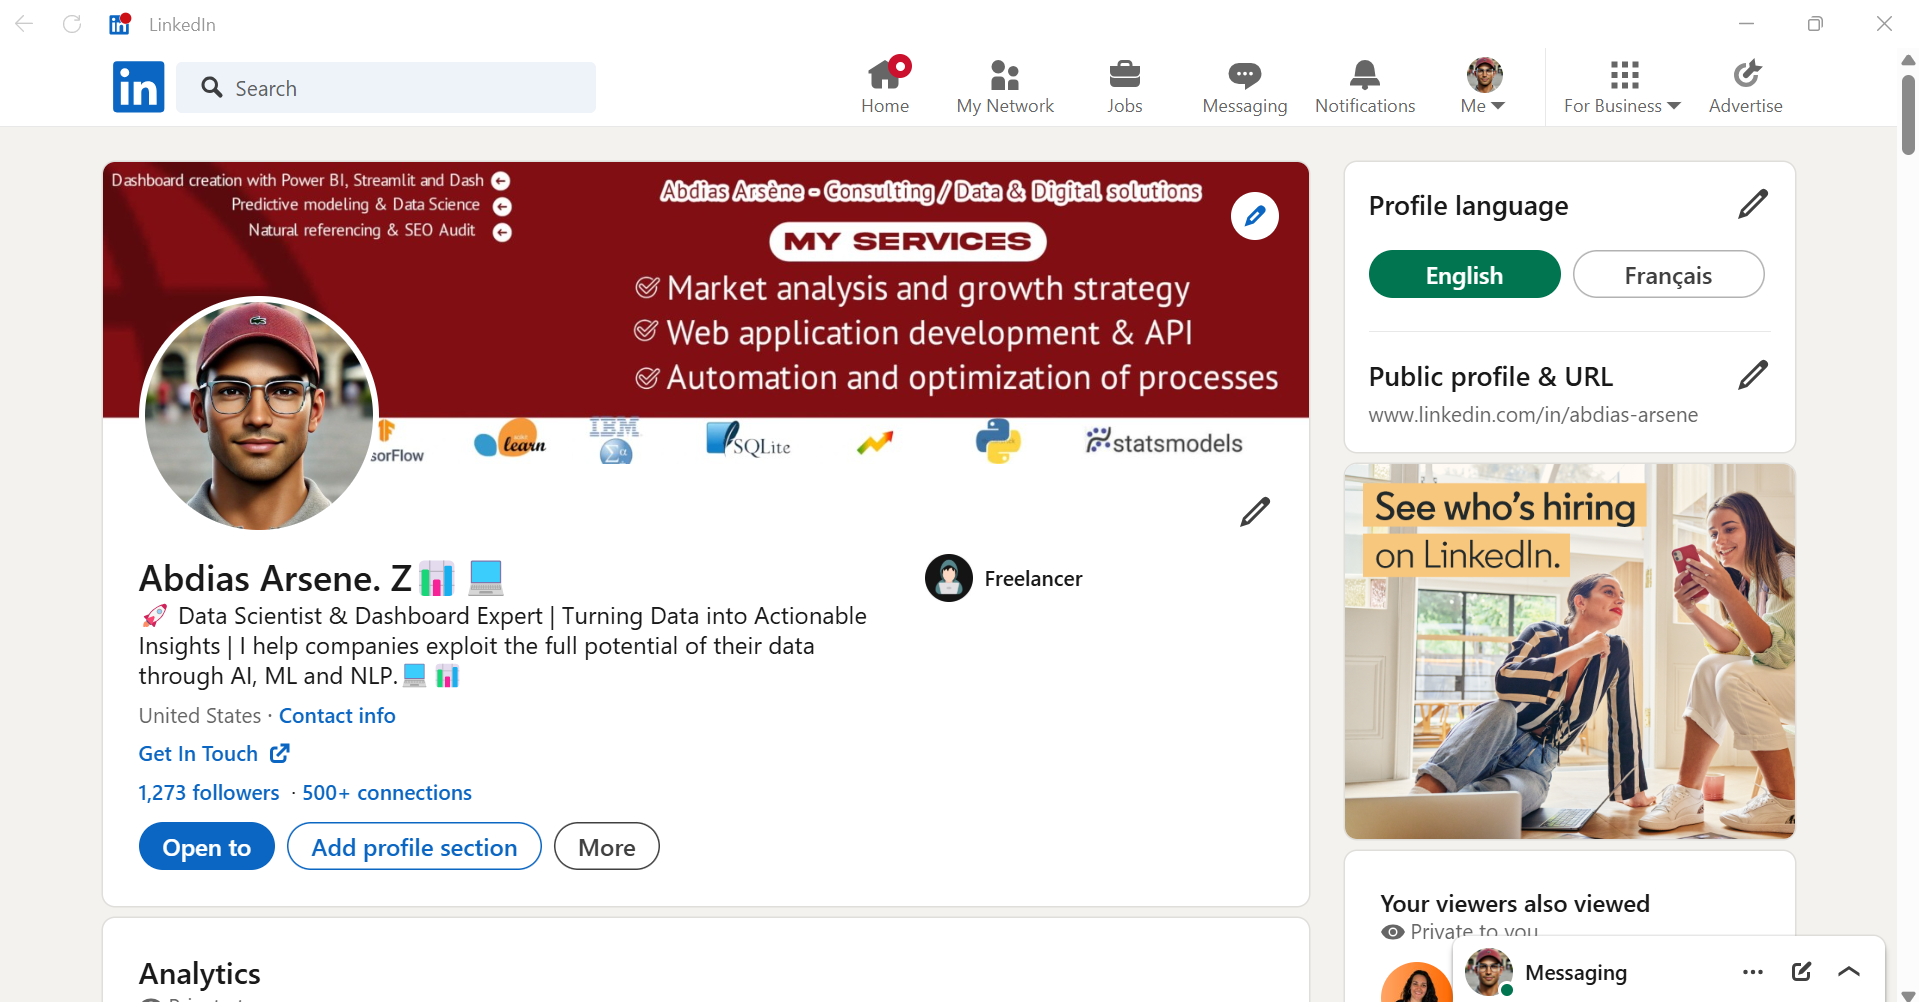 LinkedIn
in
Search
Home
My Network
Jobs
Messaging
Notifications
Me
For Business
Advertise
Dashboard creation with Power BI, Streamlit and Dash
Predictive modeling & Data Science
Natural referencing & SEO Audit
Abdias Arsène - Consulting / Data & Digital solutions
MY SERVICES
Market analysis and growth strategy
Web application development & API
Automation and optimization of processes
sorFlow
learn
IBM
Σα
SQLite
statsmodels
Abdias Arsene. Z
Freelancer
Data Scientist & Dashboard Expert | Turning Data into Actionable
Insights | I help companies exploit the full potential of their data
through AI, ML and NLP.
United States · Contact info
Get In Touch
1,273 followers · 500+ connections
Open to
Add profile section
More
Analytics
Profile language
English
Français
Public profile & URL
www.linkedin.com/in/abdias-arsene
See who's hiring
on LinkedIn.
Your viewers also viewed
Private to you
Messaging